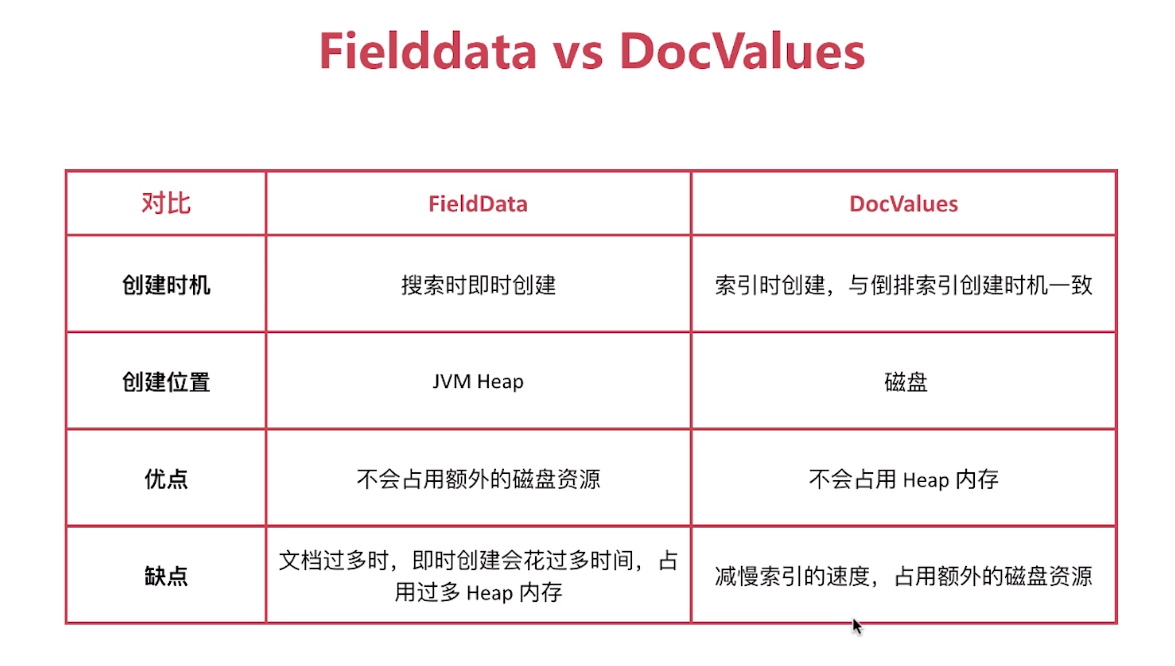 Fielddata vs DocValues
对比
FieldData
DocValues
创建时机
搜索时即时创建
索引时创建，与倒排索引创建时机一致
创建位置
JVM Heap
磁盘
优点
不会占用额外的磁盘资源
不会占用 Heap 内存
缺点
文档过多时，即时创建会花过多时间，占
用过多 Heap 内存
减慢索引的速度，占用额外的磁盘资源